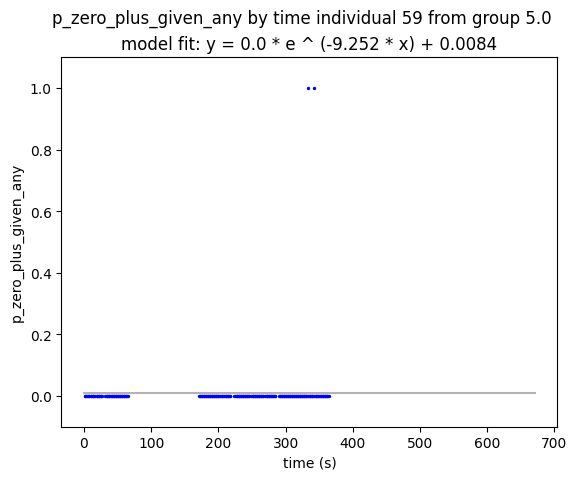 p_zero_plus_given_any by time individual 59 from group 5.0
model fit: y = 0.0 * e ^ (-9.252 * x) + 0.0084
1.0
0.8
0.6
0.4
0.2
0.0
p_zero_plus_given_any
0 100 200 300 400 500 600 700
time (s)